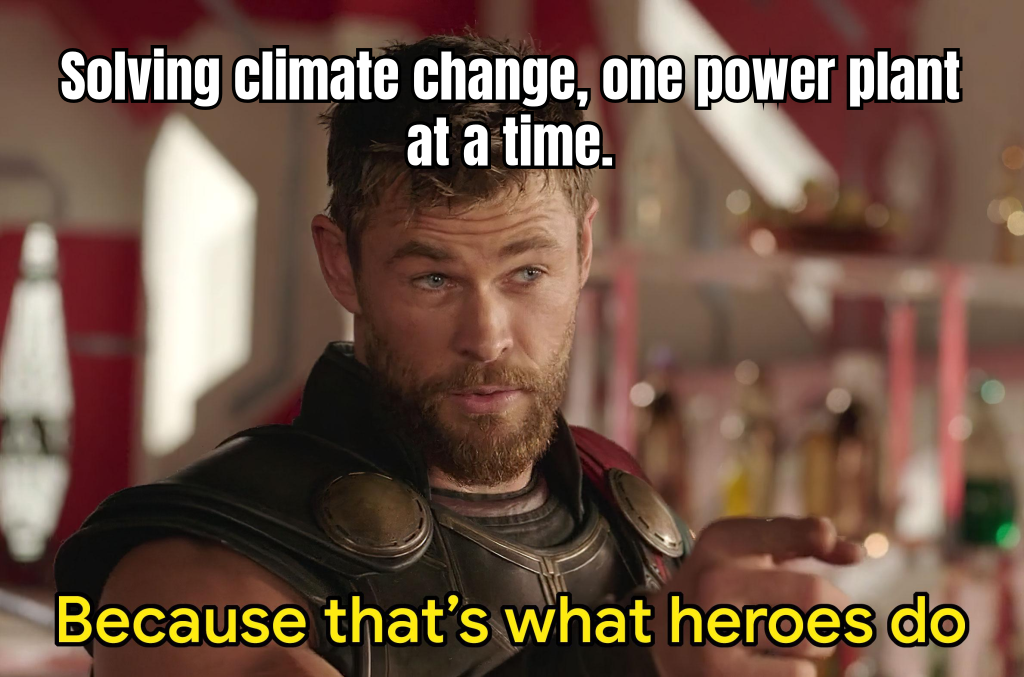 Solving climate change, one power plant
at a time.
Because that’s what heroes do